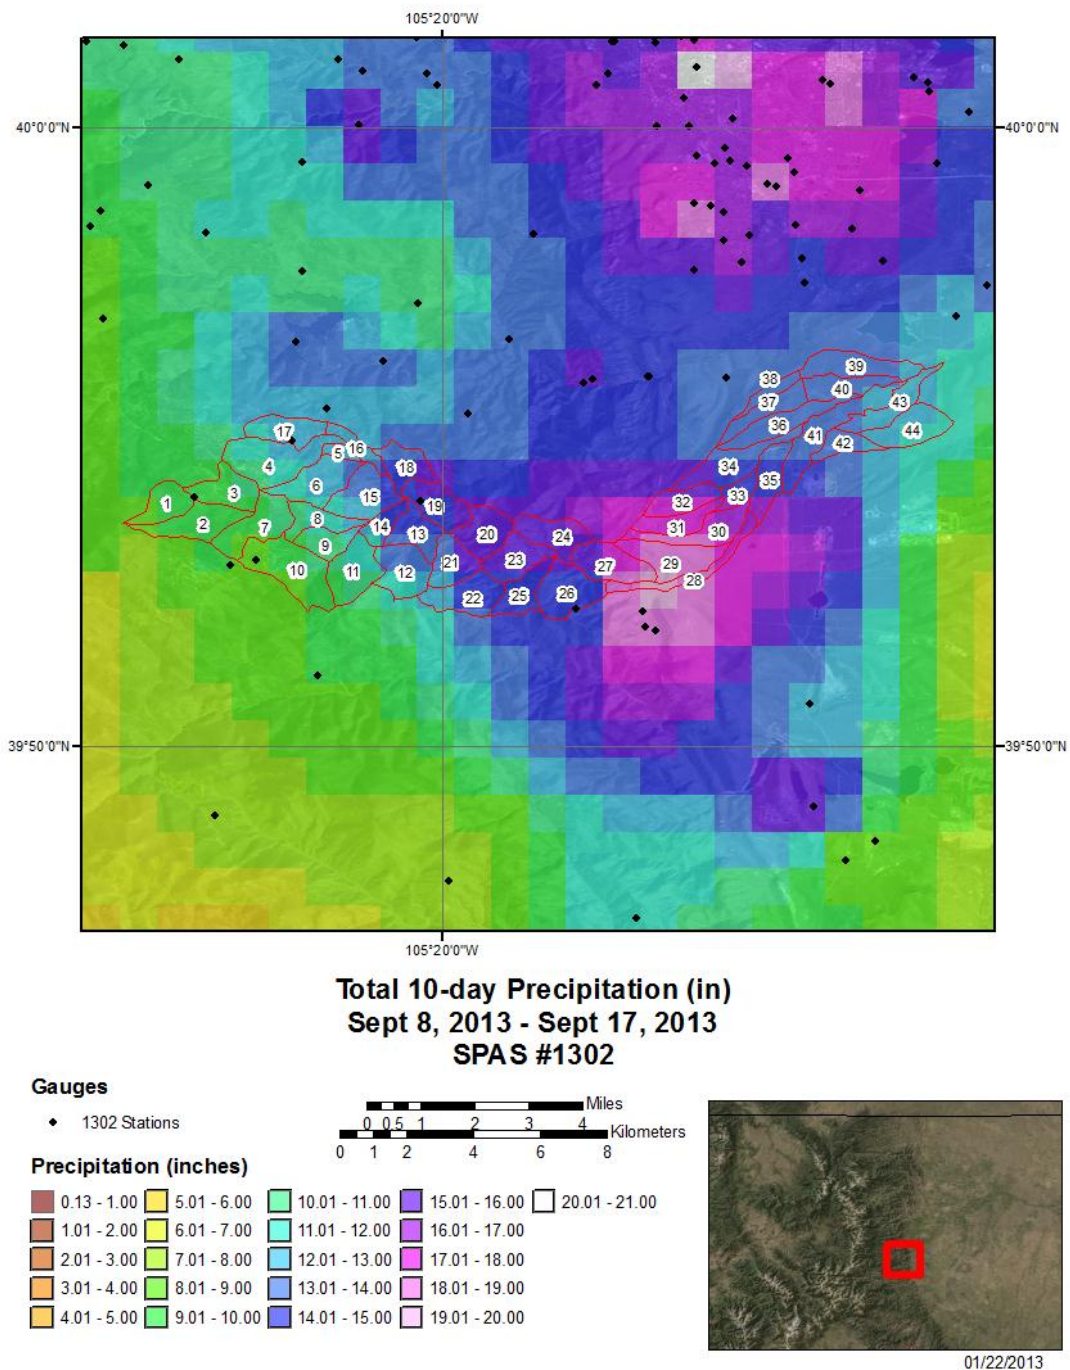 105°20'0"W
40°0'0"N
40°0'0"N
39
38
40
37
43
36
44
17
41
42
16
5
18
4
34
35
6
3
15
33
1
32
19
8
2
7
14
31
30
13
20
24
9
23
21
29
27
10
11
12
28
26
25
22
39°50'0"N
39°50'0"N
105°20'0"W
Total 10-day Precipitation (in)
Sept 8, 2013 - Sept 17, 2013
SPAS #1302
Gauges
1302 Stations
Miles
0 0.5 1 2 3 4
Kilometers
0 1 2 4 6 8
Precipitation (inches)
0.13 - 1.00
1.01 - 2.00
2.01 - 3.00
3.01 - 4.00
4.01 - 5.00
5.01 - 6.00
6.01 - 7.00
7.01 - 8.00
8.01 - 9.00
9.01 - 10.00
10.01 - 11.00
11.01 - 12.00
12.01 - 13.00
13.01 - 14.00
14.01 - 15.00
15.01 - 16.00
16.01 - 17.00
17.01 - 18.00
18.01 - 19.00
19.01 - 20.00
20.01 - 21.00
01/22/2013